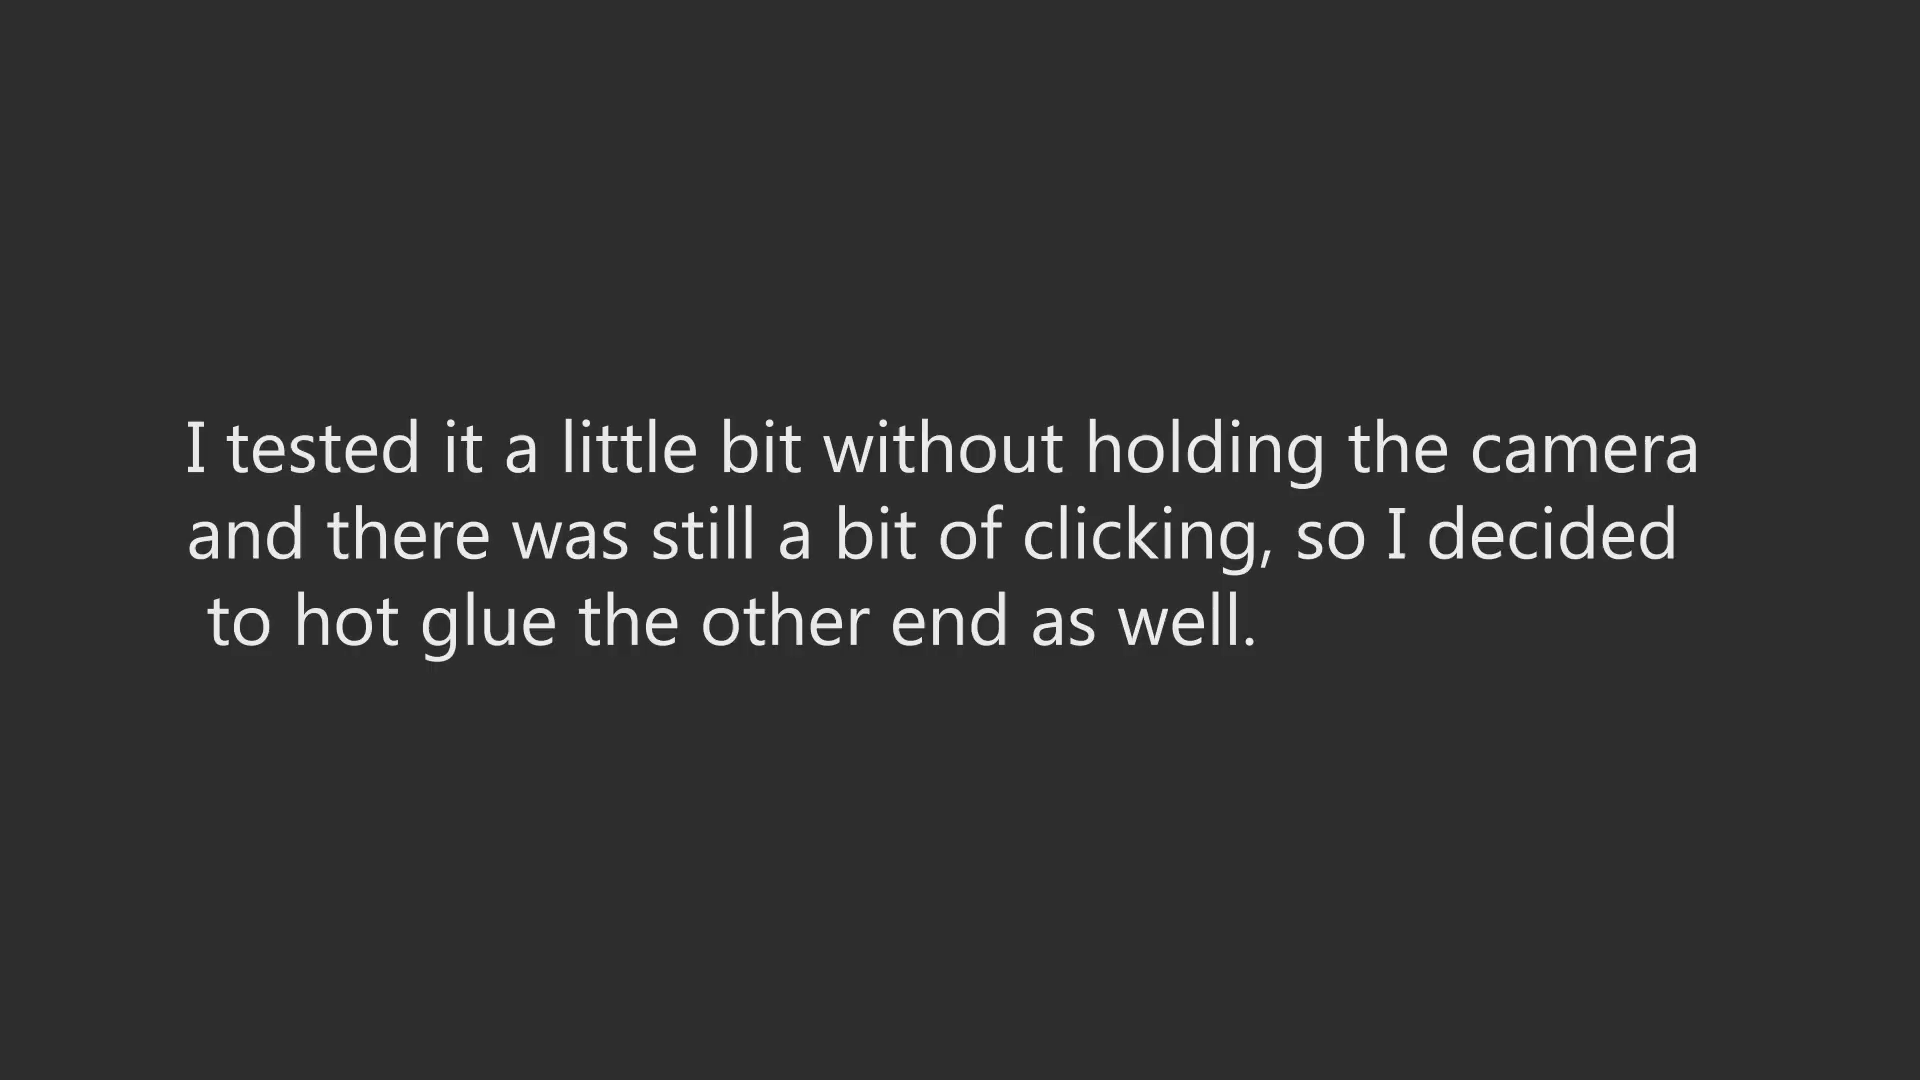 I tested it a little bit without holding the camera
and there was still a bit of clicking, so I decided
to hot glue the other end as well.